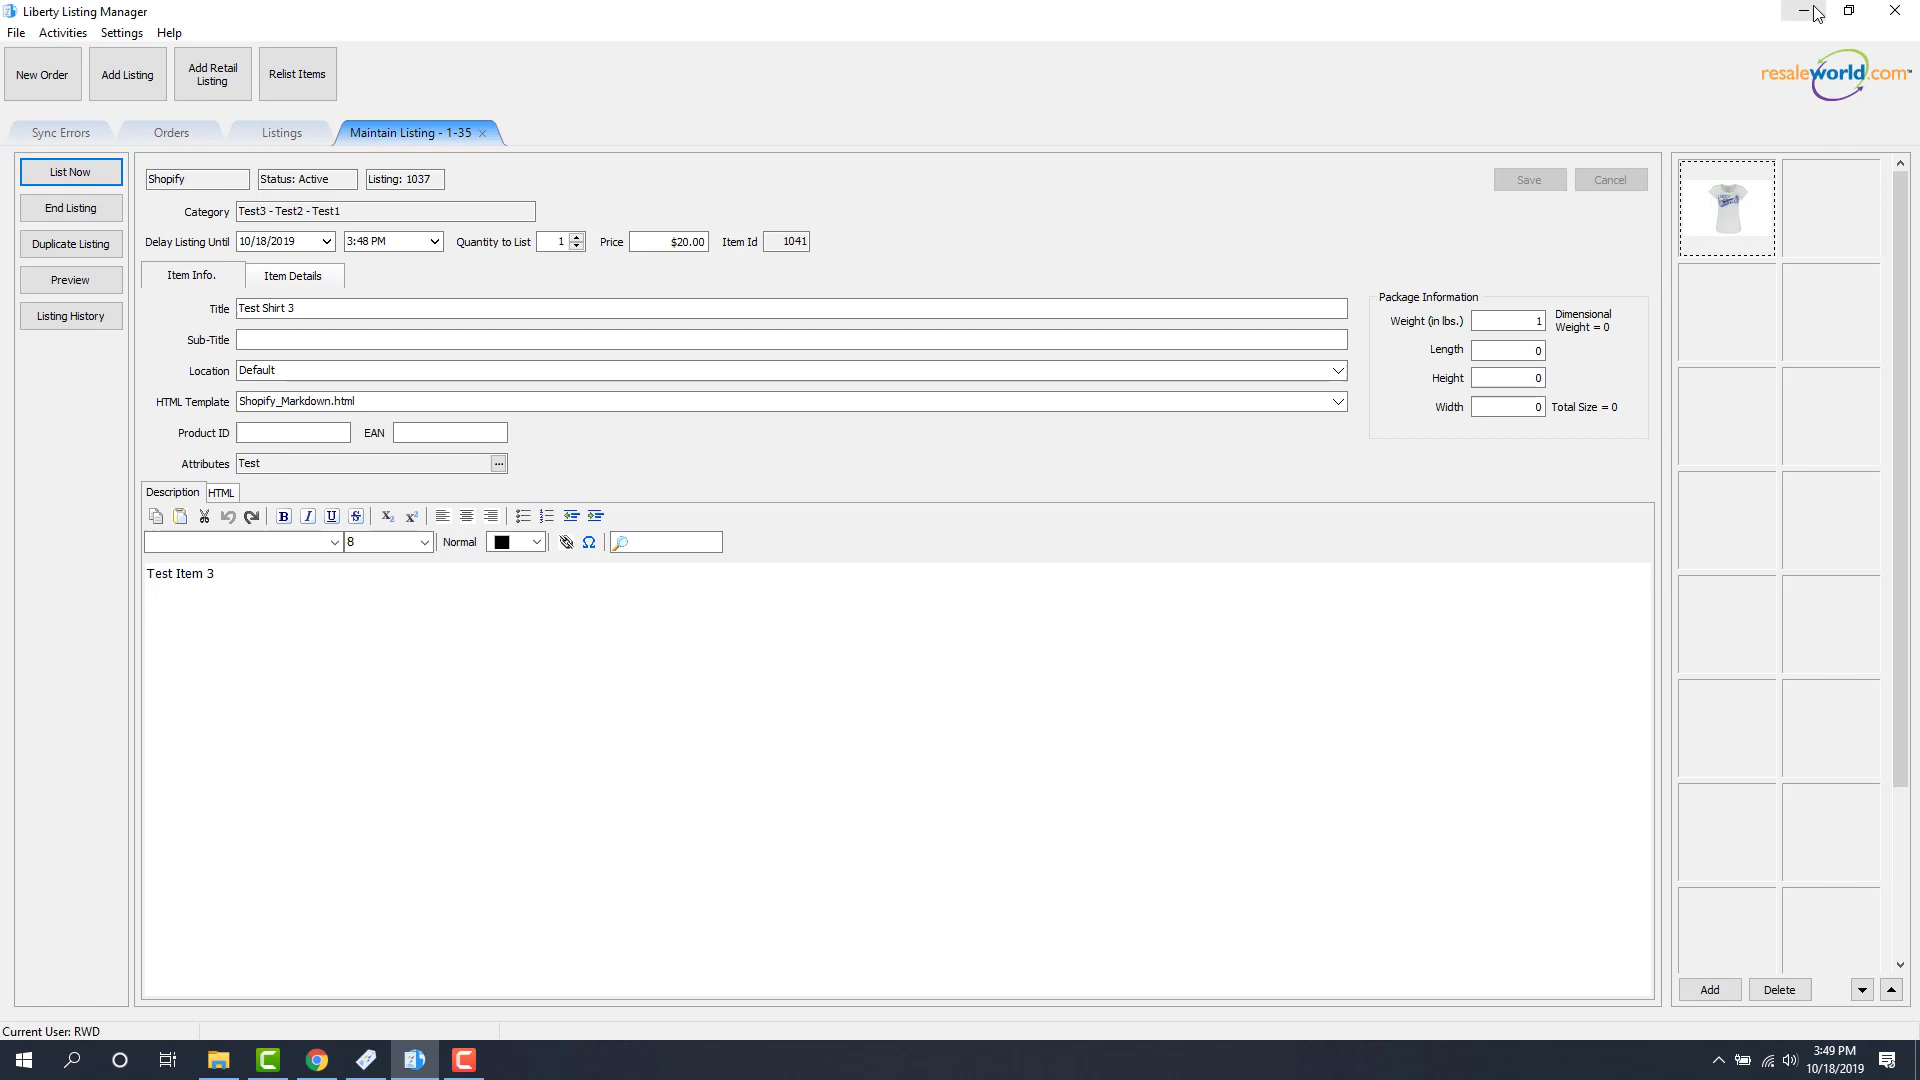 Liberty Listing Manager
File Activities Settings Help
New Order
Add Listing
Add Retail
Listing
Relist Items
resaleworld.com™
Sync Errors
Orders
Listings
Maintain Listing - 1-35
List Now
End Listing
Duplicate Listing
Preview
Listing History
Shopify
Status: Active
Listing: 1037
Save
Cancel
Category Test3 - Test2 - Test1
Delay Listing Until 10/18/2019 3:48 PM Quantity to List 1 Price $20.00 Item Id 1041
Item Info.
Item Details
Title Test Shirt 3
Sub-Title
Location Default
HTML Template Shopify_Markdown.html
Product ID EAN
Attributes Test ...
Package Information
Weight (in lbs.) 1
Dimensional
Weight = 0
Length 0
Height 0
Width 0 Total Size = 0
Description HTML
B I U S X₂ X²
8 Normal Ω
Test Item 3
Add
Delete
Current User: RWD
3:49 PM
10/18/2019